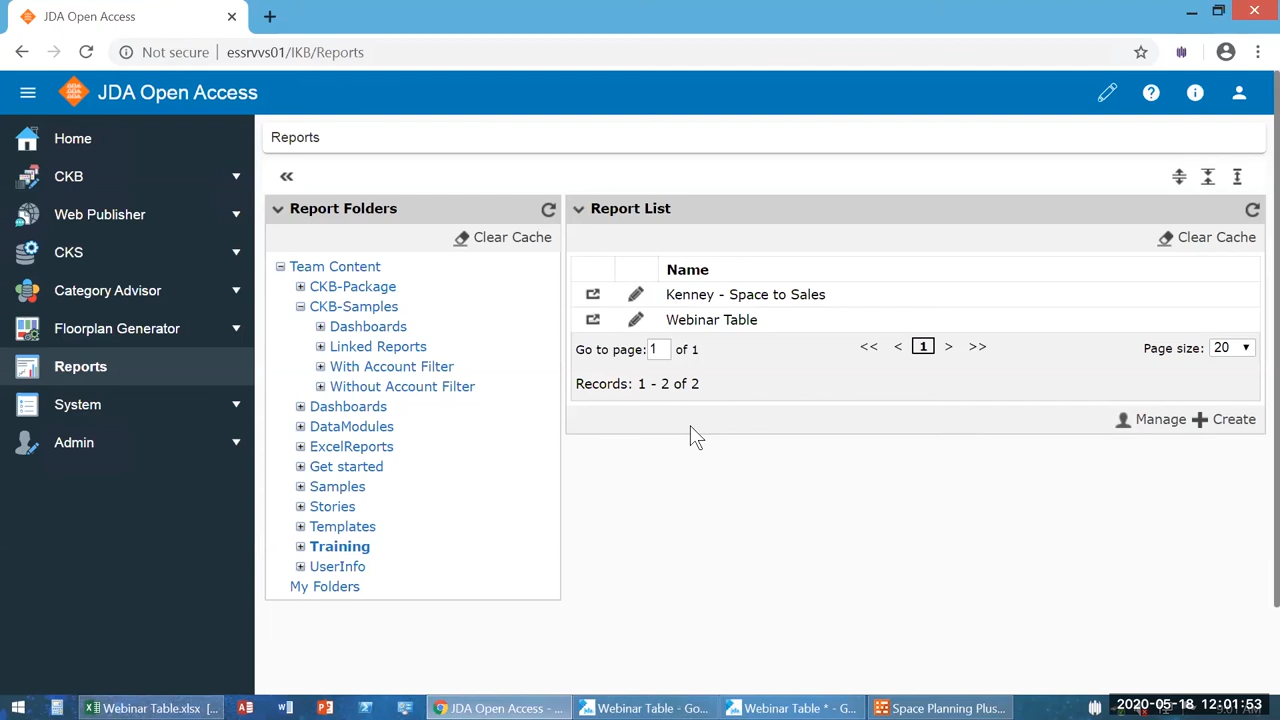 JDA Open Access
Not secure essrvvs01/IKB/Reports
JDA Open Access
Home
CKB
Web Publisher
CKS
Category Advisor
Floorplan Generator
Reports
System
Admin
Reports
Report Folders
Clear Cache
Team Content
CKB-Package
CKB-Samples
Dashboards
Linked Reports
With Account Filter
Without Account Filter
Dashboards
DataModules
ExcelReports
Get started
Samples
Stories
Templates
Training
UserInfo
My Folders
Report List
Clear Cache
Name
Kenney - Space to Sales
Webinar Table
Go to page: 1 of 1 << < 1 > >> Page size: 20
Records: 1 - 2 of 2
Manage Create
Webinar Table.xlsx [... JDA Open Access - ... Webinar Table - Go... Webinar Table * - G... Space Planning Plus... 2020-05-18 12:01:53